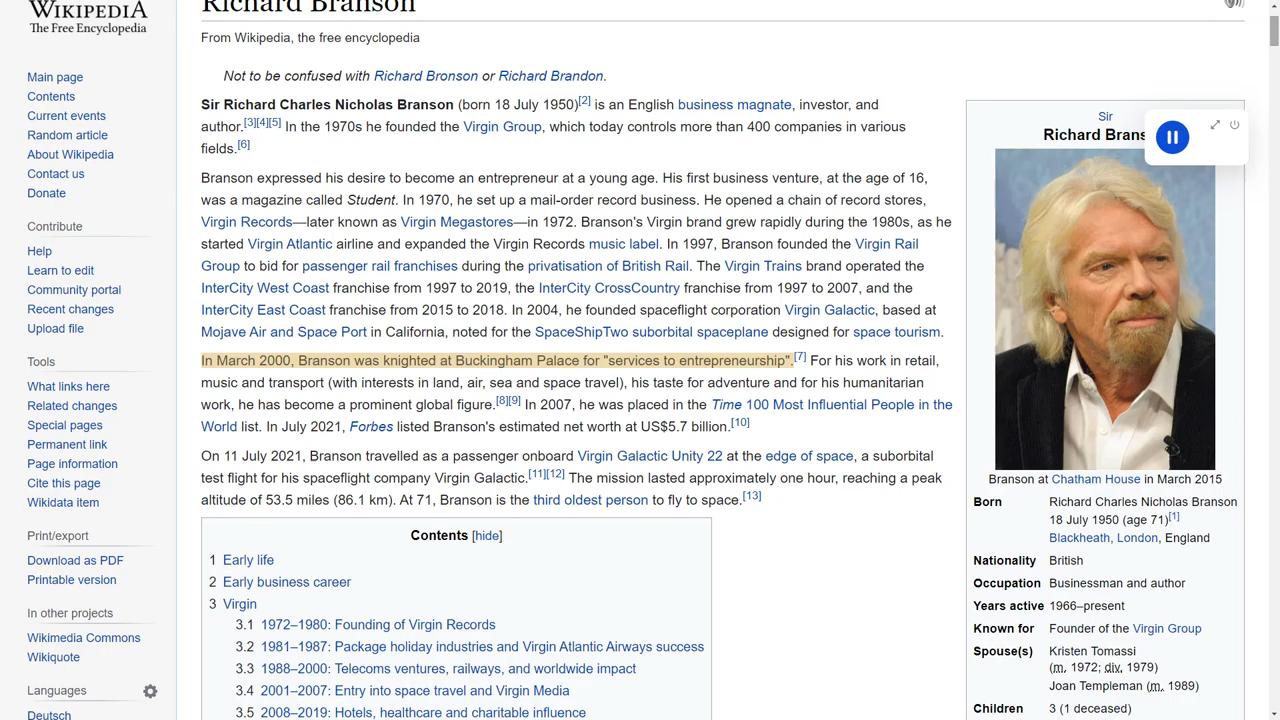 WIKIPEDIA
The Free Encyclopedia
Main page
Contents
Current events
Random article
About Wikipedia
Contact us
Donate
Contribute
Help
Learn to edit
Community portal
Recent changes
Upload file
Tools
What links here
Related changes
Special pages
Permanent link
Page information
Cite this page
Wikidata item
Print/export
Download as PDF
Printable version
In other projects
Wikimedia Commons
Wikiquote
Languages
Deutsch
Richard Branson
From Wikipedia, the free encyclopedia
Not to be confused with Richard Bronson or Richard Brandon.
Sir Richard Charles Nicholas Branson (born 18 July 1950)[2] is an English business magnate, investor, and
author.[3][4][5] In the 1970s he founded the Virgin Group, which today controls more than 400 companies in various
fields.[6]
Branson expressed his desire to become an entrepreneur at a young age. His first business venture, at the age of 16,
was a magazine called Student. In 1970, he set up a mail-order record business. He opened a chain of record stores,
Virgin Records—later known as Virgin Megastores—in 1972. Branson's Virgin brand grew rapidly during the 1980s, as he
started Virgin Atlantic airline and expanded the Virgin Records music label. In 1997, Branson founded the Virgin Rail
Group to bid for passenger rail franchises during the privatisation of British Rail. The Virgin Trains brand operated the
InterCity West Coast franchise from 1997 to 2019, the InterCity CrossCountry franchise from 1997 to 2007, and the
InterCity East Coast franchise from 2015 to 2018. In 2004, he founded spaceflight corporation Virgin Galactic, based at
Mojave Air and Space Port in California, noted for the SpaceShipTwo suborbital spaceplane designed for space tourism.
In March 2000, Branson was knighted at Buckingham Palace for "services to entrepreneurship".[7] For his work in retail,
music and transport (with interests in land, air, sea and space travel), his taste for adventure and for his humanitarian
work, he has become a prominent global figure.[8][9] In 2007, he was placed in the Time 100 Most Influential People in the
World list. In July 2021, Forbes listed Branson's estimated net worth at US$5.7 billion.[10]
On 11 July 2021, Branson travelled as a passenger onboard Virgin Galactic Unity 22 at the edge of space, a suborbital
test flight for his spaceflight company Virgin Galactic.[11][12] The mission lasted approximately one hour, reaching a peak
altitude of 53.5 miles (86.1 km). At 71, Branson is the third oldest person to fly to space.[13]
Contents [hide]
1 Early life
2 Early business career
3 Virgin
3.1 1972–1980: Founding of Virgin Records
3.2 1981–1987: Package holiday industries and Virgin Atlantic Airways success
3.3 1988–2000: Telecoms ventures, railways, and worldwide impact
3.4 2001–2007: Entry into space travel and Virgin Media
3.5 2008–2019: Hotels, healthcare and charitable influence
Sir
Richard Brans
Branson at Chatham House in March 2015
Born Richard Charles Nicholas Branson
18 July 1950 (age 71)[1]
Blackheath, London, England
Nationality British
Occupation Businessman and author
Years active 1966–present
Known for Founder of the Virgin Group
Spouse(s) Kristen Tomassi
(m. 1972; div. 1979)
Joan Templeman (m. 1989)
Children 3 (1 deceased)